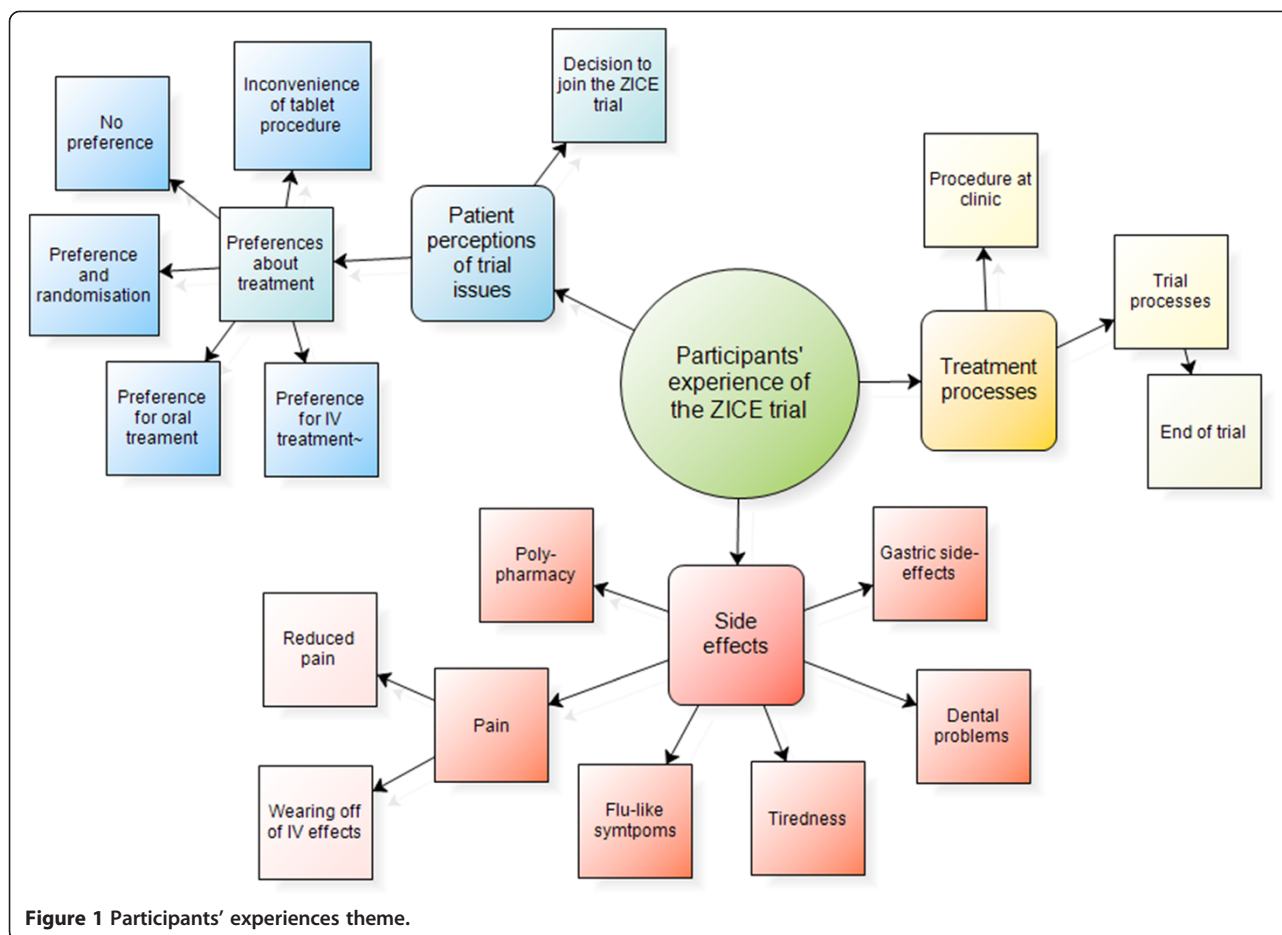 Decision to
join the ZICE
trial
Inconvenience
of tablet
procedure
No
preference
Procedure at
clinic
Patient
perceptions
of trial
issues
Preferences
about
treatment
Preference
and
randomisation
Trial
processes
Participants'
experience of
the ZICE trial
Treatment
processes
Preference
for oral
treament
Preference
for IV
treatment~
End of trial
Poly-
pharmacy
Gastric side-
effects
Side
effects
Reduced
pain
Pain
Dental
problems
Wearing off
of IV effects
Flu-like
symtpoms
Tiredness
Figure 1 Participants’ experiences theme.